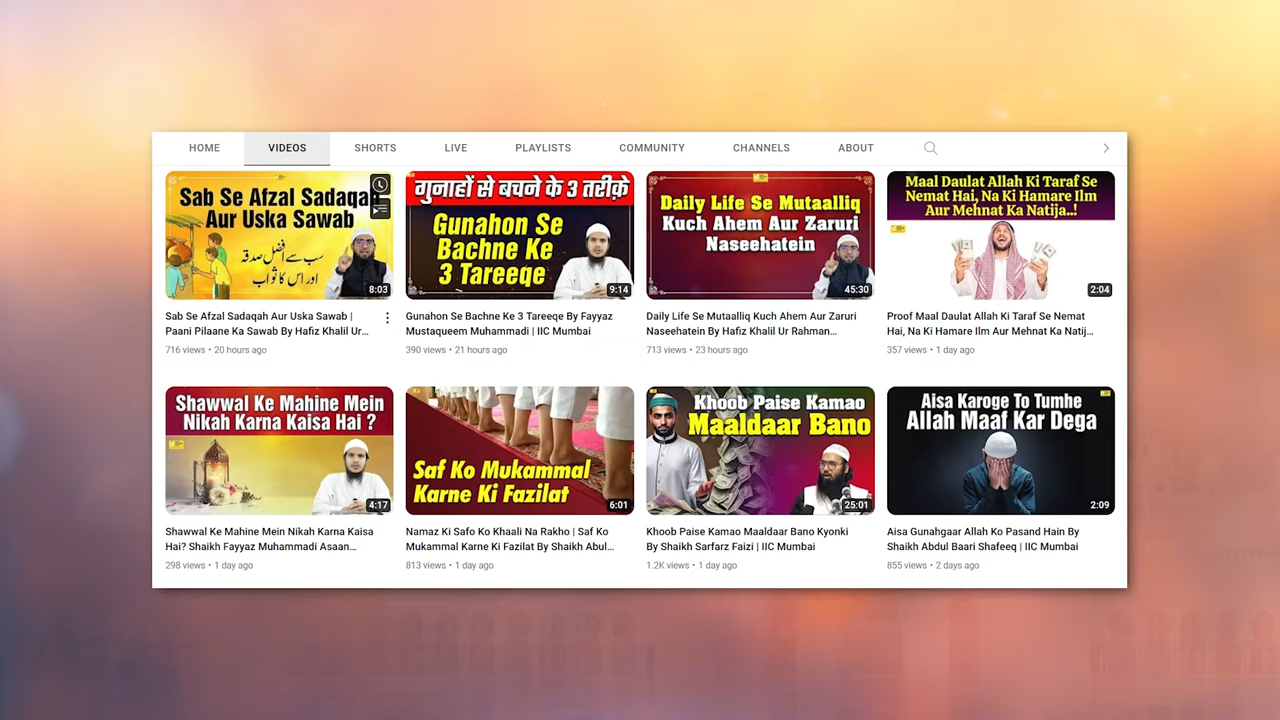 HOME
VIDEOS
SHORTS
LIVE
PLAYLISTS
COMMUNITY
CHANNELS
ABOUT
Sab Se Afzal Sadaqah
Aur Uska Sawab
سب سے افضل صدقہ
اور اس کا ثواب
8:03
Sab Se Afzal Sadaqah Aur Uska Sawab |
Paani Pilaane Ka Sawab By Hafiz Khalil Ur...
716 views • 20 hours ago
गुनाहों से बचने के 3 तरीक़े
Gunahon Se
Bachne Ke
3 Tareeqe
9:14
Gunahon Se Bachne Ke 3 Tareeqe By Fayyaz
Mustaqueem Muhammadi | IIC Mumbai
390 views • 21 hours ago
Daily Life Se Mutaalliq
Kuch Ahem Aur Zaruri
Naseehatein
45:30
Daily Life Se Mutaalliq Kuch Ahem Aur Zaruri
Naseehatein By Hafiz Khalil Ur Rahman...
713 views • 23 hours ago
Maal Daulat Allah Ki Taraf Se
Nemat Hai, Na Ki Hamare Ilm
Aur Mehnat Ka Natija..!
2:04
Proof Maal Daulat Allah Ki Taraf Se Nemat
Hai, Na Ki Hamare Ilm Aur Mehnat Ka Natij...
357 views • 1 day ago
Shawwal Ke Mahine Mein
Nikah Karna Kaisa Hai ?
4:17
Shawwal Ke Mahine Mein Nikah Karna Kaisa
Hai? Shaikh Fayyaz Muhammadi Asaan...
298 views • 1 day ago
Saf Ko Mukammal
Karne Ki Fazilat
6:01
Namaz Ki Safo Ko Khaali Na Rakho | Saf Ko
Mukammal Karne Ki Fazilat By Shaikh Abul...
813 views • 1 day ago
Khoob Paise Kamao
Maaldaar Bano
25:01
Khoob Paise Kamao Maaldaar Bano Kyonki
By Shaikh Sarfarz Faizi | IIC Mumbai
1.2K views • 1 day ago
Aisa Karoge To Tumhe
Allah Maaf Kar Dega
2:09
Aisa Gunahgaar Allah Ko Pasand Hain By
Shaikh Abdul Baari Shafeeq | IIC Mumbai
855 views • 2 days ago